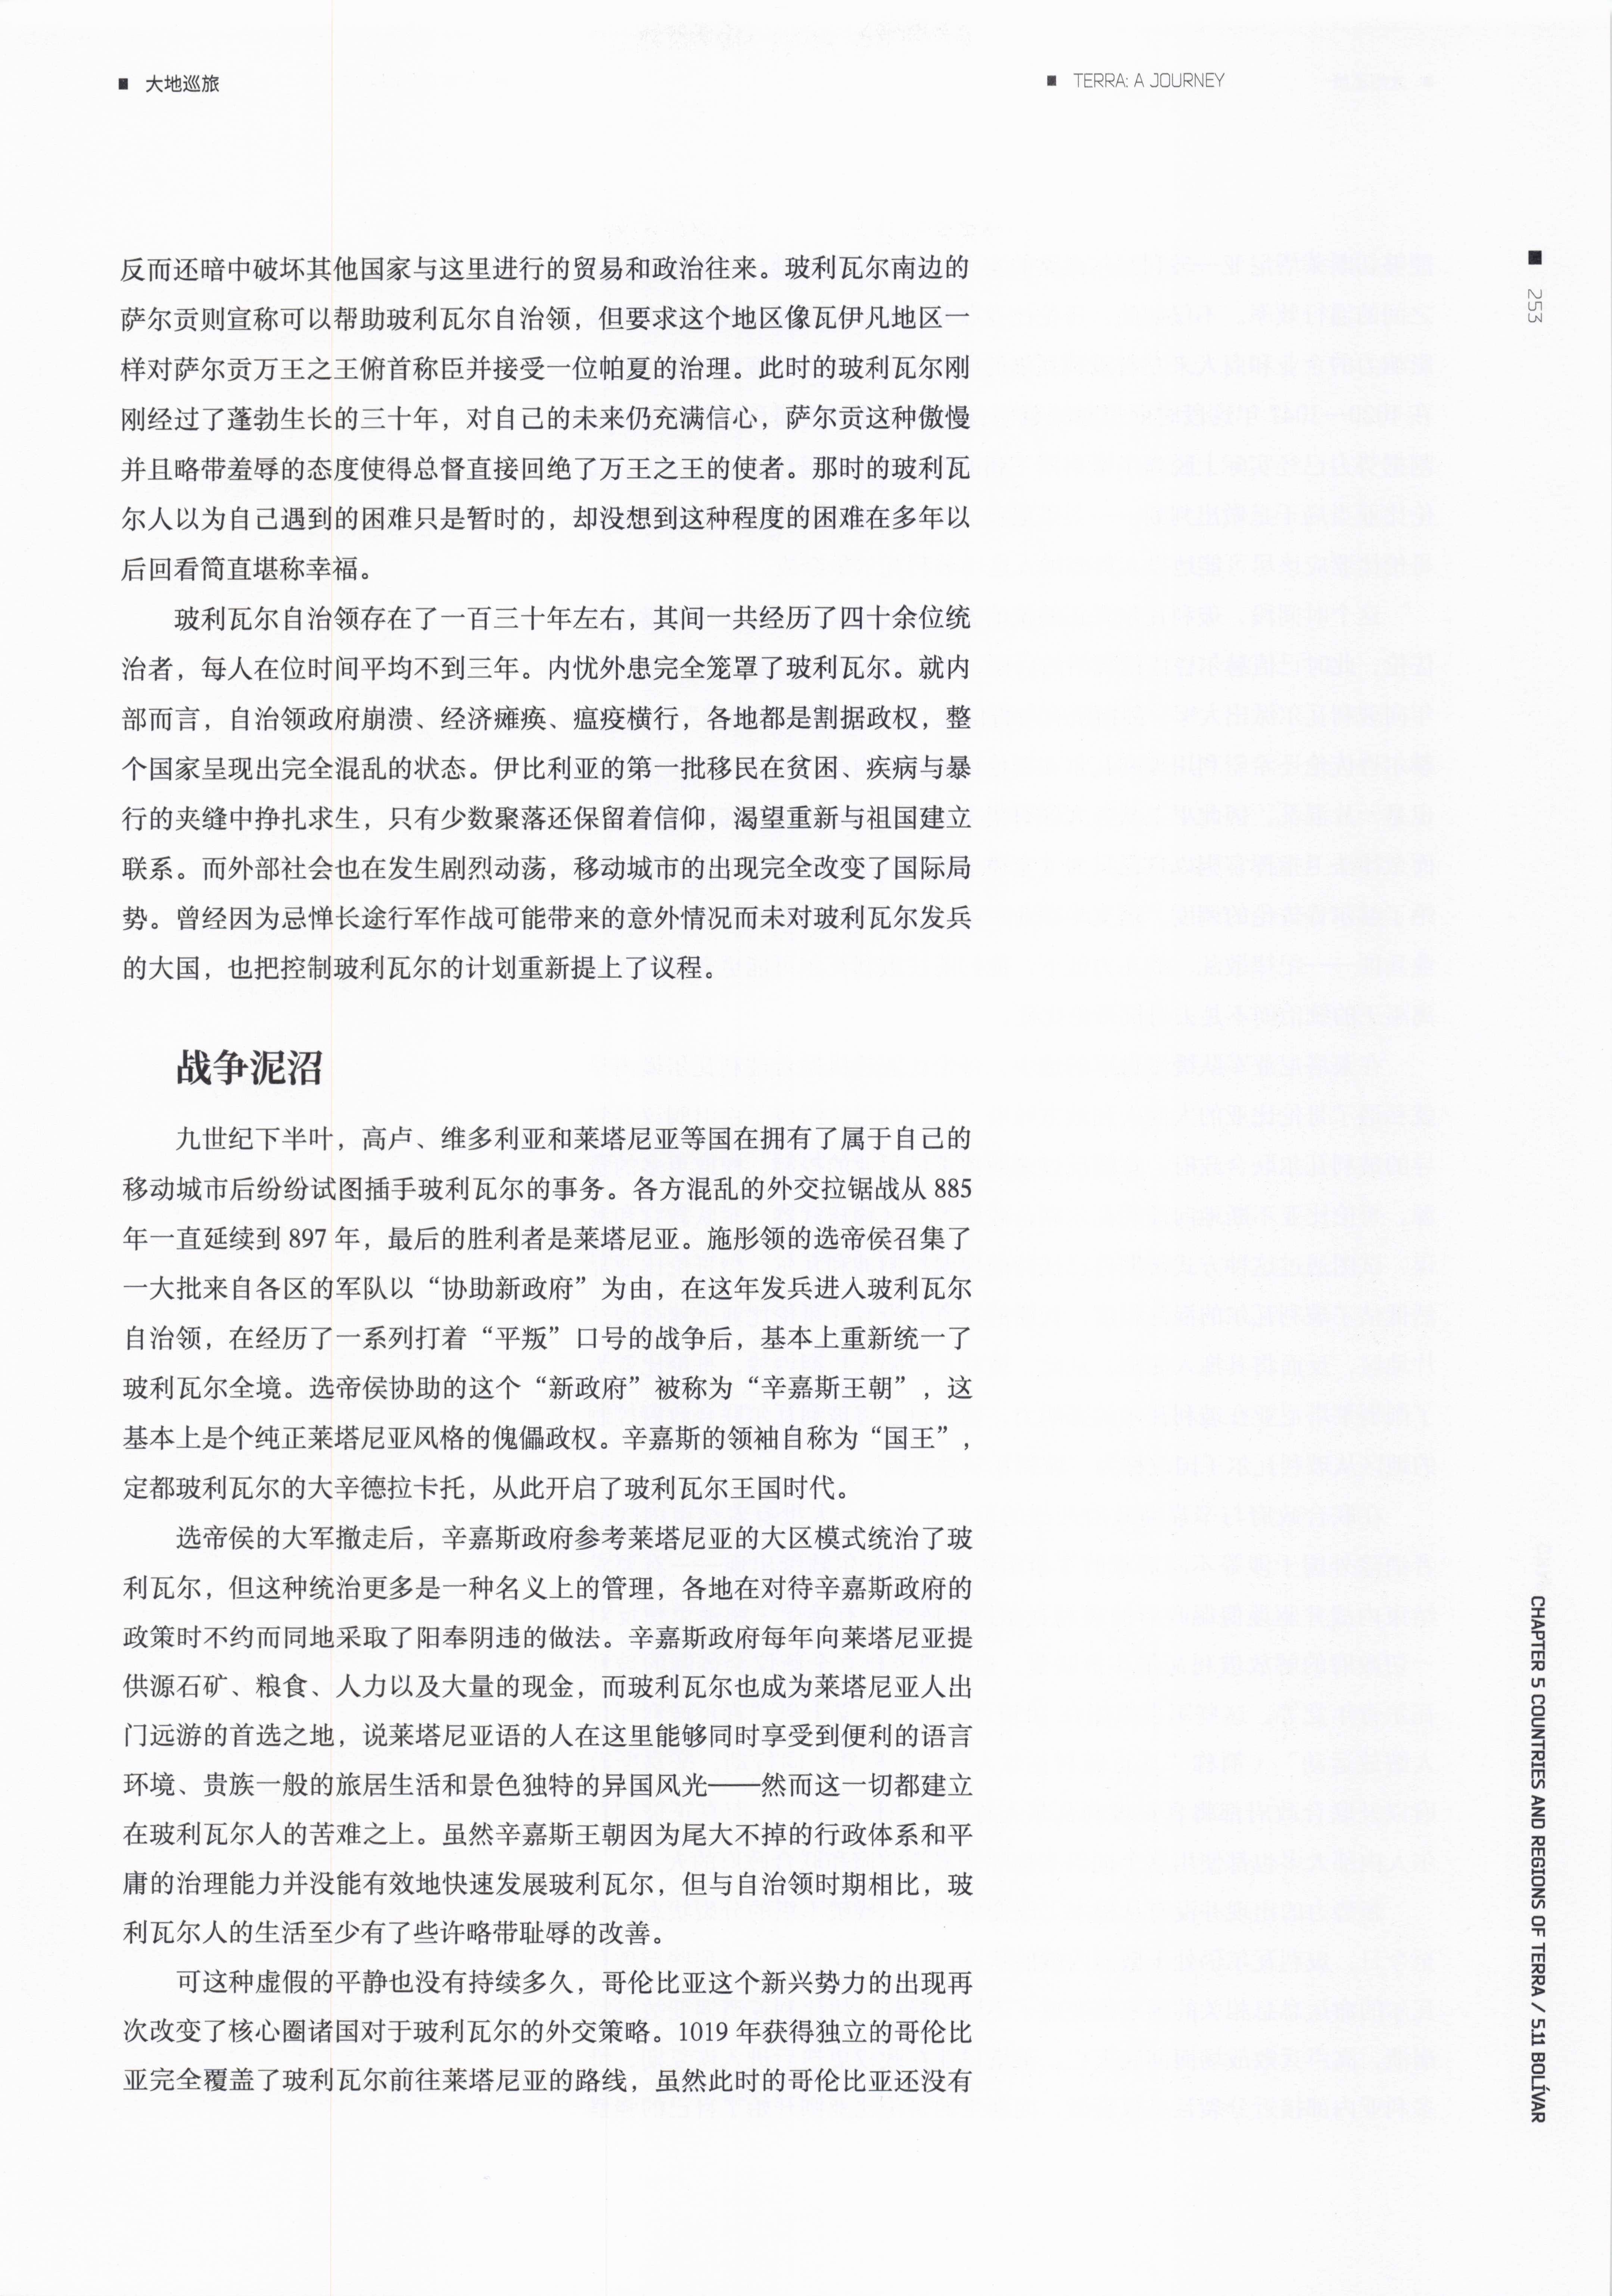 ■ 大地巡旅
■ TERRA: A JOURNEY
反而还暗中破坏其他国家与这里进行的贸易和政治往来。玻利瓦尔南边的
萨尔贡则宣称可以帮助玻利瓦尔自治领，但要求这个地区像瓦伊凡地区一
样对萨尔贡万王之王俯首称臣并接受一位帕夏的治理。此时的玻利瓦尔刚
刚经过了蓬勃生长的三十年，对自己的未来仍充满信心，萨尔贡这种傲慢
并且略带羞辱的态度使得总督直接回绝了万王之王的使者。那时的玻利瓦
尔人以为自己遇到的困难只是暂时的，却没想到这种程度的困难在多年以
后回看简直堪称幸福。
玻利瓦尔自治领存在了一百三十年左右，其间一共经历了四十余位统
治者，每人在位时间平均不到三年。内忧外患完全笼罩了玻利瓦尔。就内
部而言，自治领政府崩溃、经济瘫痪、瘟疫横行，各地都是割据政权，整
个国家呈现出完全混乱的状态。伊比利亚的第一批移民在贫困、疾病与暴
行的夹缝中挣扎求生，只有少数聚落还保留着信仰，渴望重新与祖国建立
联系。而外部社会也在发生剧烈动荡，移动城市的出现完全改变了国际局
势。曾经因为忌惮长途行军作战可能带来的意外情况而未对玻利瓦尔发兵
的大国，也把控制玻利瓦尔的计划重新提上了议程。
战争泥沼
九世纪下半叶，高卢、维多利亚和莱塔尼亚等国在拥有了属于自己的
移动城市后纷纷试图插手玻利瓦尔的事务。各方混乱的外交拉锯战从 885
年一直延续到 897 年，最后的胜利者是莱塔尼亚。施彤领的选帝侯召集了
一大批来自各区的军队以“协助新政府”为由，在这年发兵进入玻利瓦尔
自治领，在经历了一系列打着“平叛”口号的战争后，基本上重新统一了
玻利瓦尔全境。选帝侯协助的这个“新政府”被称为“辛嘉斯王朝”，这
基本上是个纯正莱塔尼亚风格的傀儡政权。辛嘉斯的领袖自称为“国王”，
定都玻利瓦尔的大辛德拉卡托，从此开启了玻利瓦尔王国时代。
选帝侯的大军撤走后，辛嘉斯政府参考莱塔尼亚的大区模式统治了玻
利瓦尔，但这种统治更多是一种名义上的管理，各地在对待辛嘉斯政府的
政策时不约而同地采取了阳奉阴违的做法。辛嘉斯政府每年向莱塔尼亚提
供源石矿、粮食、人力以及大量的现金，而玻利瓦尔也成为莱塔尼亚人出
门远游的首选之地，说莱塔尼亚语的人在这里能够同时享受到便利的语言
环境、贵族一般的旅居生活和景色独特的异国风光——然而这一切都建立
在玻利瓦尔人的苦难之上。虽然辛嘉斯王朝因为尾大不掉的行政体系和平
庸的治理能力并没能有效地快速发展玻利瓦尔，但与自治领时期相比，玻
利瓦尔人的生活至少有了些许略带耻辱的改善。
可这种虚假的平静也没有持续多久，哥伦比亚这个新兴势力的出现再
次改变了核心圈诸国对于玻利瓦尔的外交策略。1019 年获得独立的哥伦比
亚完全覆盖了玻利瓦尔前往莱塔尼亚的路线，虽然此时的哥伦比亚还没有
■ 253
CHAPTER 5 COUNTRIES AND REGIONS OF TERRA / 5.11 BOLÍVAR